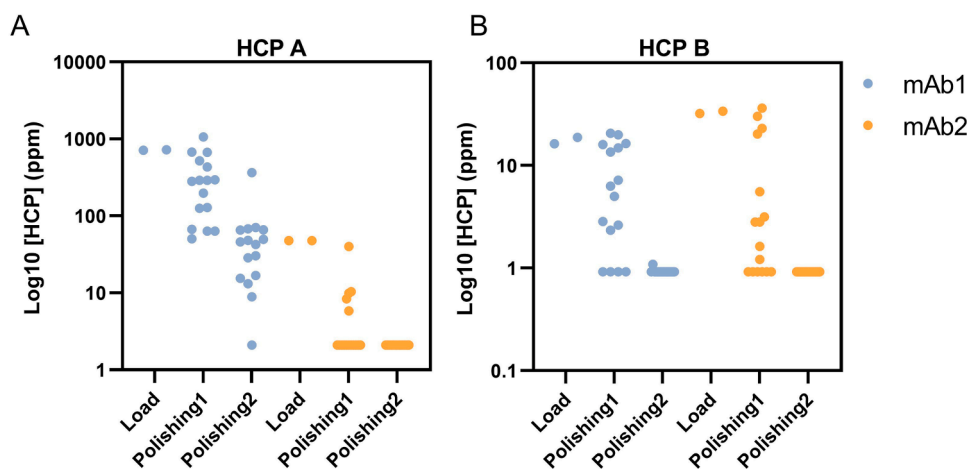 A
HCP A
Log10 [HCP] (ppm)
10000
1000
100
10
1
Load
Polishing1
Polishing2
Load
Polishing1
Polishing2
B
HCP B
Log10 [HCP] (ppm)
100
10
1
0.1
Load
Polishing1
Polishing2
Load
Polishing1
Polishing2
mAb1
mAb2